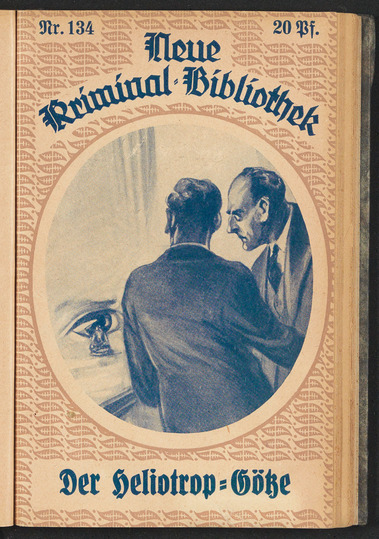 Nr. 134
20 Pf.
Neue
Kriminal-Bibliothek
Der Heliotrop-Götze